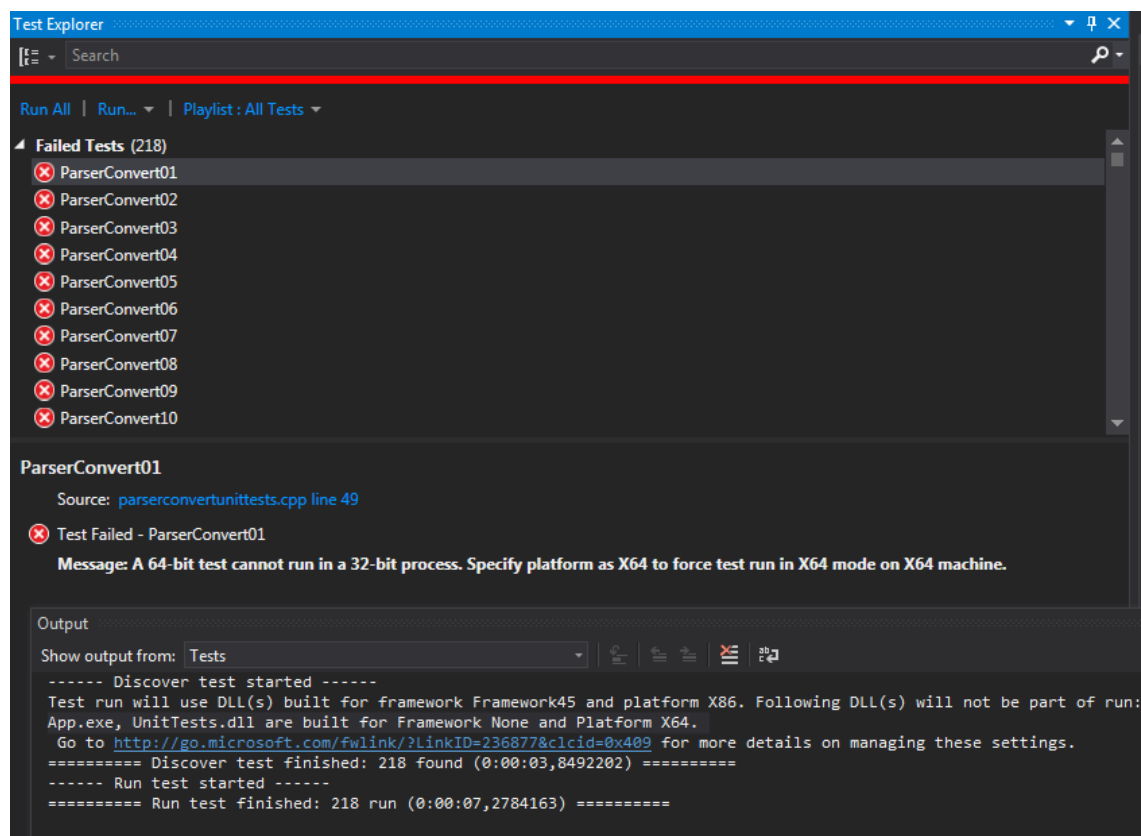 Test Explorer
Search
Run All | Run... | Playlist : All Tests
Failed Tests (218)
ParserConvert01
ParserConvert02
ParserConvert03
ParserConvert04
ParserConvert05
ParserConvert06
ParserConvert07
ParserConvert08
ParserConvert09
ParserConvert10
ParserConvert01
Source: parserconvertunittests.cpp line 49
Test Failed - ParserConvert01
Message: A 64-bit test cannot run in a 32-bit process. Specify platform as X64 to force test run in X64 mode on X64 machine.
Output
Show output from: Tests
------ Discover test started ------
Test run will use DLL(s) built for framework Framework45 and platform X86. Following DLL(s) will not be part of run:
App.exe, UnitTests.dll are built for Framework None and Platform X64.
Go to http://go.microsoft.com/fwlink/?LinkID=236877&clcid=0x409 for more details on managing these settings.
========== Discover test finished: 218 found (0:00:03,8492202) ==========
------ Run test started ------
========== Run test finished: 218 run (0:00:07,2784163) ==========